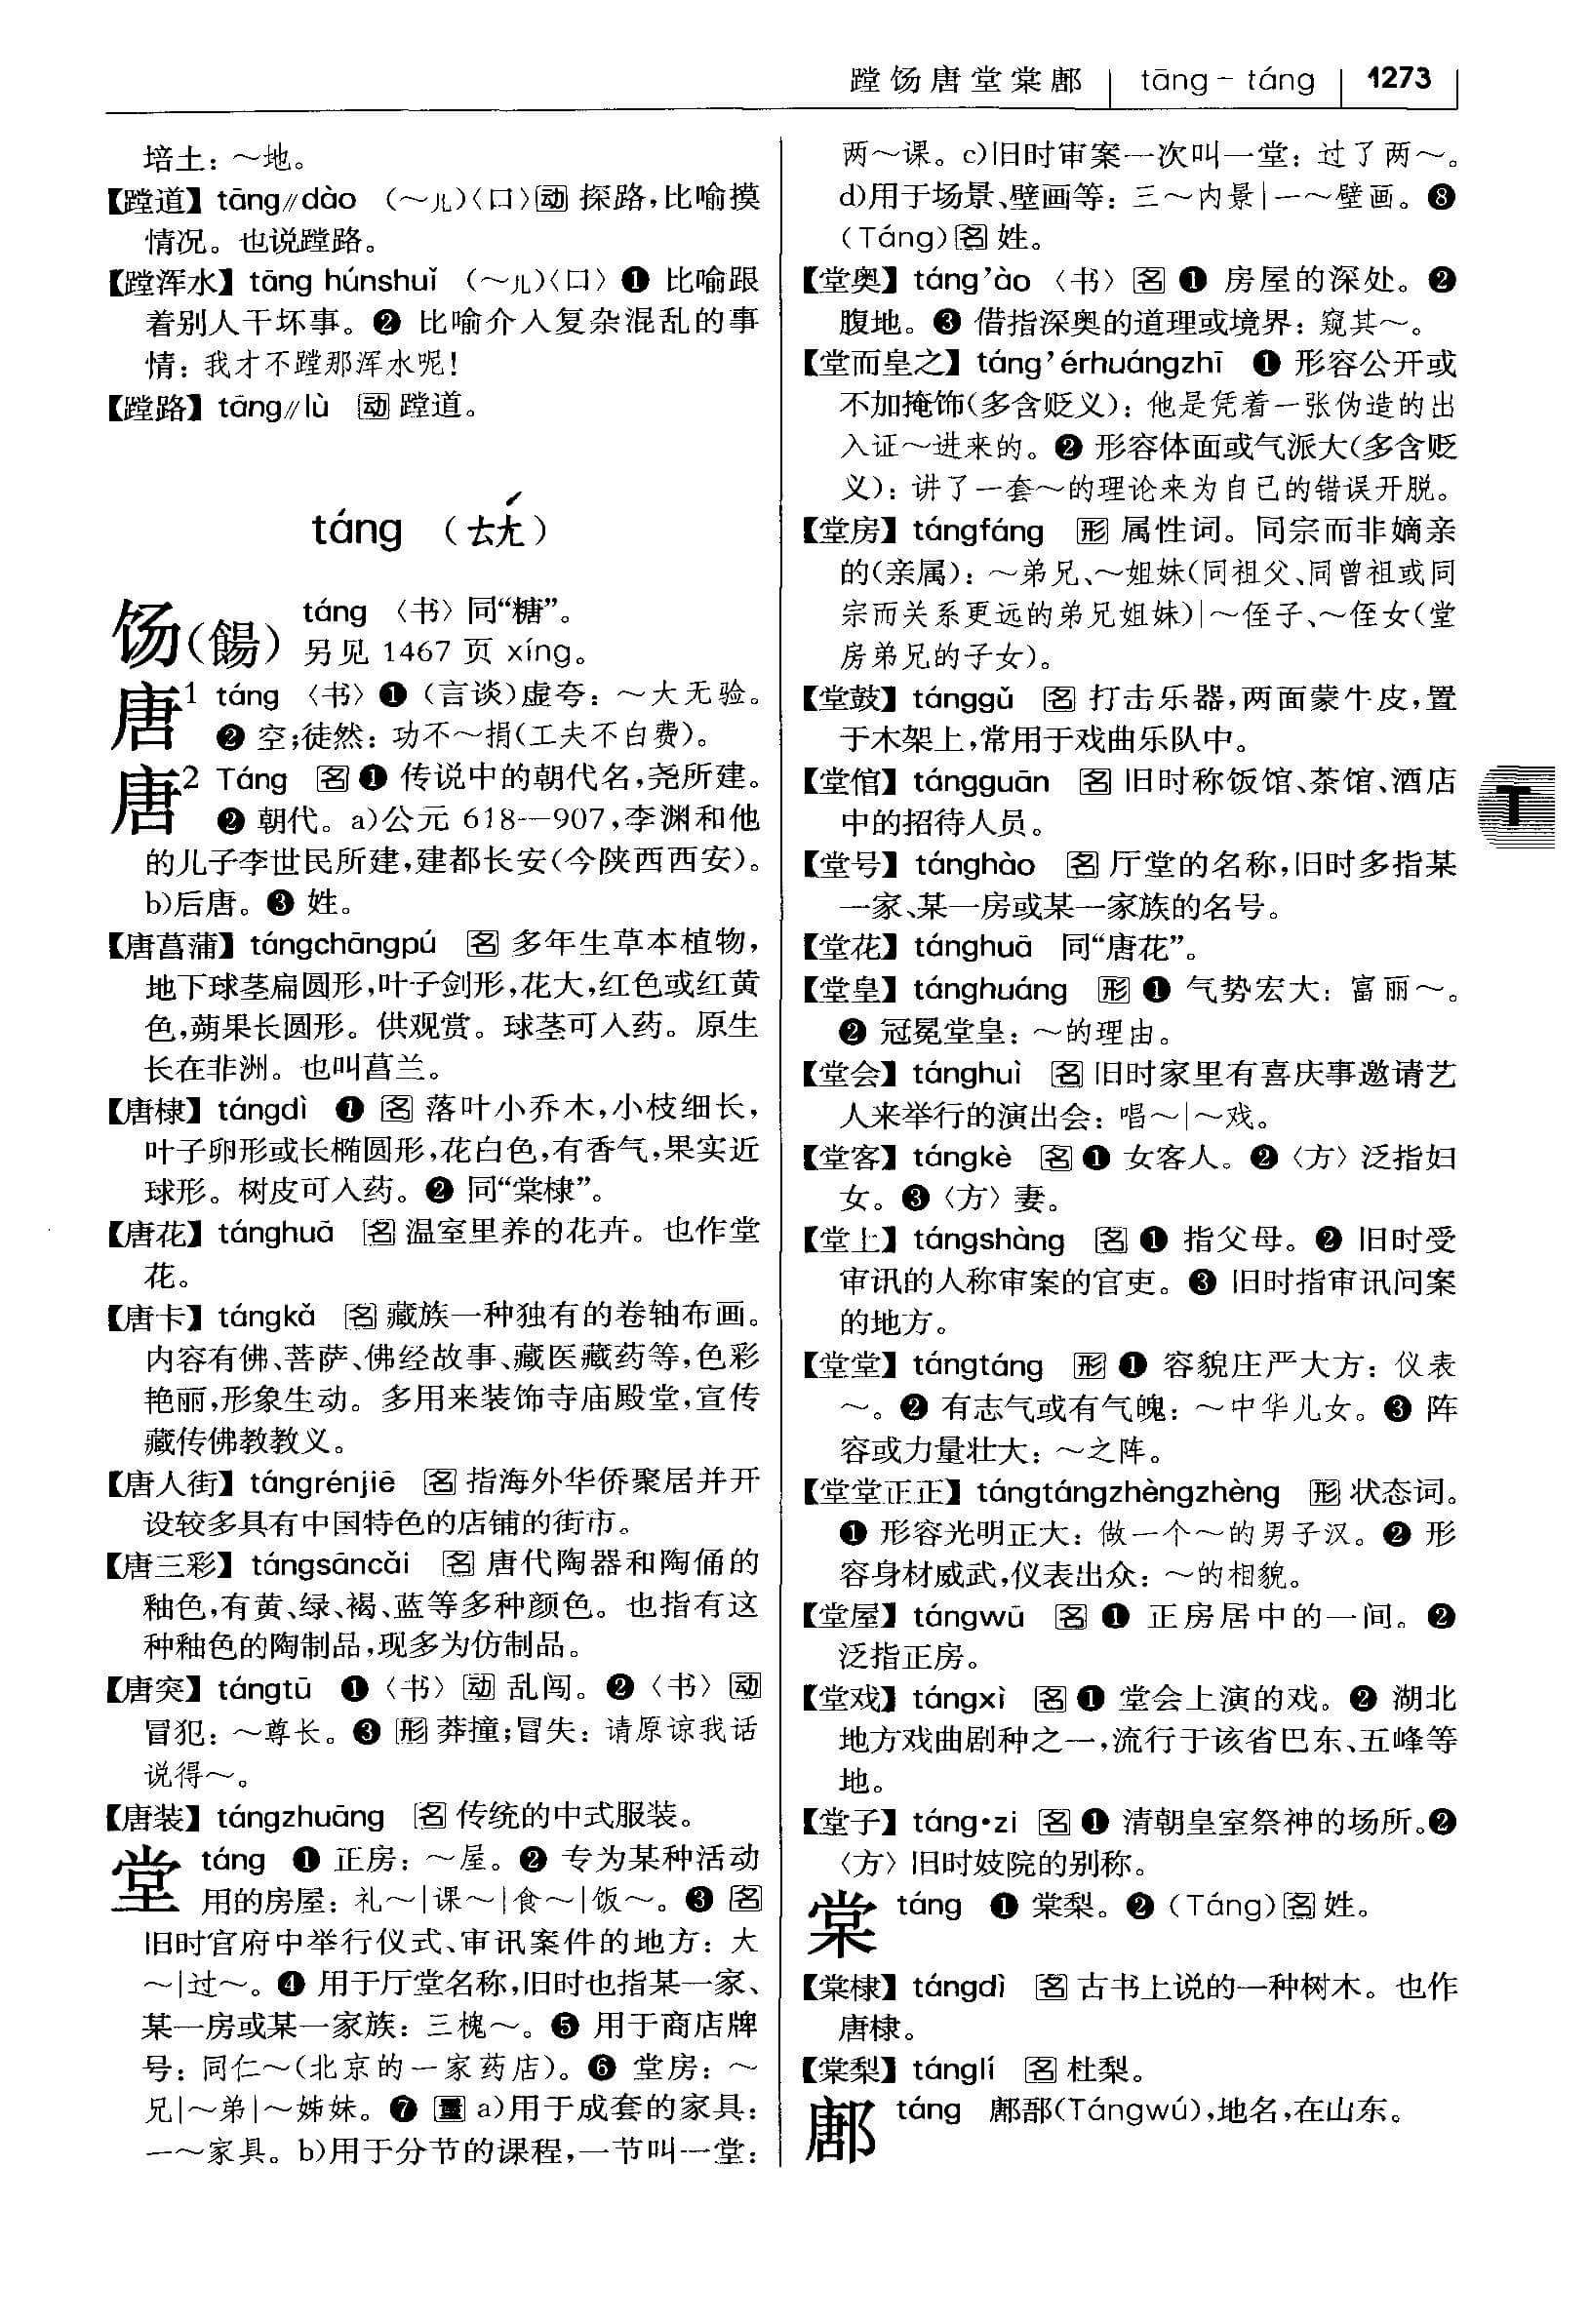 蹚饧唐堂棠鄌 | tāng – táng | 1273
培土：～地。
【蹚道】tāng∥dào （～儿）〈口〉动 探路，比喻摸
情况。也说蹚路。
【蹚浑水】tāng húnshuǐ （～儿）〈口〉❶ 比喻跟
着别人干坏事。❷ 比喻介入复杂混乱的事
情：我才不蹚那浑水呢！
【蹚路】tāng∥lù 动 蹚道。
táng （ㄊㄤˊ）
饧（餳） táng 〈书〉同“糖”。
另见 1467 页 xíng。
唐1 táng 〈书〉❶（言谈）虚夸：～大无验。
❷ 空；徒然：功不～捐（工夫不白费）。
唐2 Táng 名 ❶ 传说中的朝代名，尧所建。
❷ 朝代。a）公元 618—907，李渊和他
的儿子李世民所建，建都长安（今陕西西安）。
b）后唐。❸ 姓。
【唐菖蒲】tángchāngpú 名 多年生草本植物，
地下球茎扁圆形，叶子剑形，花大，红色或红黄
色，蒴果长圆形。供观赏。球茎可入药。原生
长在非洲。也叫菖兰。
【唐棣】tángdì ❶ 名 落叶小乔木，小枝细长，
叶子卵形或长椭圆形，花白色，有香气，果实近
球形。树皮可入药。❷ 同“棠棣”。
【唐花】tánghuā 名 温室里养的花卉。也作堂
花。
【唐卡】tángkǎ 名 藏族一种独有的卷轴布画。
内容有佛、菩萨、佛经故事、藏医藏药等，色彩
艳丽，形象生动。多用来装饰寺庙殿堂，宣传
藏传佛教教义。
【唐人街】tángrénjiē 名 指海外华侨聚居并开
设较多具有中国特色的店铺的街市。
【唐三彩】tángsāncǎi 名 唐代陶器和陶俑的
釉色，有黄、绿、褐、蓝等多种颜色。也指有这
种釉色的陶制品，现多为仿制品。
【唐突】tángtū ❶〈书〉动 乱闯。❷〈书〉动
冒犯：～尊长。❸ 形 莽撞；冒失：请原谅我话
说得～。
【唐装】tángzhuāng 名 传统的中式服装。
堂 táng ❶ 正房：～屋。❷ 专为某种活动
用的房屋：礼～|课～|食～|饭～。❸ 名
旧时官府中举行仪式、审讯案件的地方：大
～|过～。❹ 用于厅堂名称，旧时也指某一家、
某一房或某一家族：三槐～。❺ 用于商店牌
号：同仁～（北京的一家药店）。❻ 堂房：～
兄|～弟|～姊妹。❼ 量 a）用于成套的家具：
一～家具。b）用于分节的课程，一节叫一堂：
两～课。c）旧时审案一次叫一堂：过了两～。
d）用于场景、壁画等：三～内景|一～壁画。❽
（Táng）名 姓。
【堂奥】táng’ào 〈书〉名 ❶ 房屋的深处。❷
腹地。❸ 借指深奥的道理或境界：窥其～。
【堂而皇之】táng’érhuángzhī ❶ 形容公开或
不加掩饰（多含贬义）：他是凭着一张伪造的出
入证～进来的。❷ 形容体面或气派大（多含贬
义）：讲了一套～的理论来为自己的错误开脱。
【堂房】tángfáng 形 属性词。同宗而非嫡亲
的（亲属）：～弟兄、～姐妹（同祖父、同曾祖或同
宗而关系更远的弟兄姐妹）|～侄子、～侄女（堂
房弟兄的子女）。
【堂鼓】tánggǔ 名 打击乐器，两面蒙牛皮，置
于木架上，常用于戏曲乐队中。
【堂倌】tángguān 名 旧时称饭馆、茶馆、酒店
中的招待人员。
【堂号】tánghào 名 厅堂的名称，旧时多指某
一家、某一房或某一家族的名号。
【堂花】tánghuā 同“唐花”。
【堂皇】tánghuáng 形 ❶ 气势宏大：富丽～。
❷ 冠冕堂皇：～的理由。
【堂会】tánghuì 名 旧时家里有喜庆事邀请艺
人来举行的演出会：唱～|～戏。
【堂客】tángkè 名 ❶ 女客人。❷〈方〉泛指妇
女。❸〈方〉妻。
【堂上】tángshàng 名 ❶ 指父母。❷ 旧时受
审讯的人称审案的官吏。❸ 旧时指审讯问案
的地方。
【堂堂】tángtáng 形 ❶ 容貌庄严大方：仪表
～。❷ 有志气或有气魄：～中华儿女。❸ 阵
容或力量壮大：～之阵。
【堂堂正正】tángtángzhèngzhèng 形 状态词。
❶ 形容光明正大：做一个～的男子汉。❷ 形
容身材威武，仪表出众：～的相貌。
【堂屋】tángwū 名 ❶ 正房居中的一间。❷
泛指正房。
【堂戏】tángxì 名 ❶ 堂会上演的戏。❷ 湖北
地方戏曲剧种之一，流行于该省巴东、五峰等
地。
【堂子】táng·zi 名 ❶ 清朝皇室祭神的场所。❷
〈方〉旧时妓院的别称。
棠 táng ❶ 棠梨。❷（Táng）名 姓。
【棠棣】tángdì 名 古书上说的一种树木。也作
唐棣。
【棠梨】tánglí 名 杜梨。
鄌 táng 鄌郚（Tángwú），地名，在山东。
T